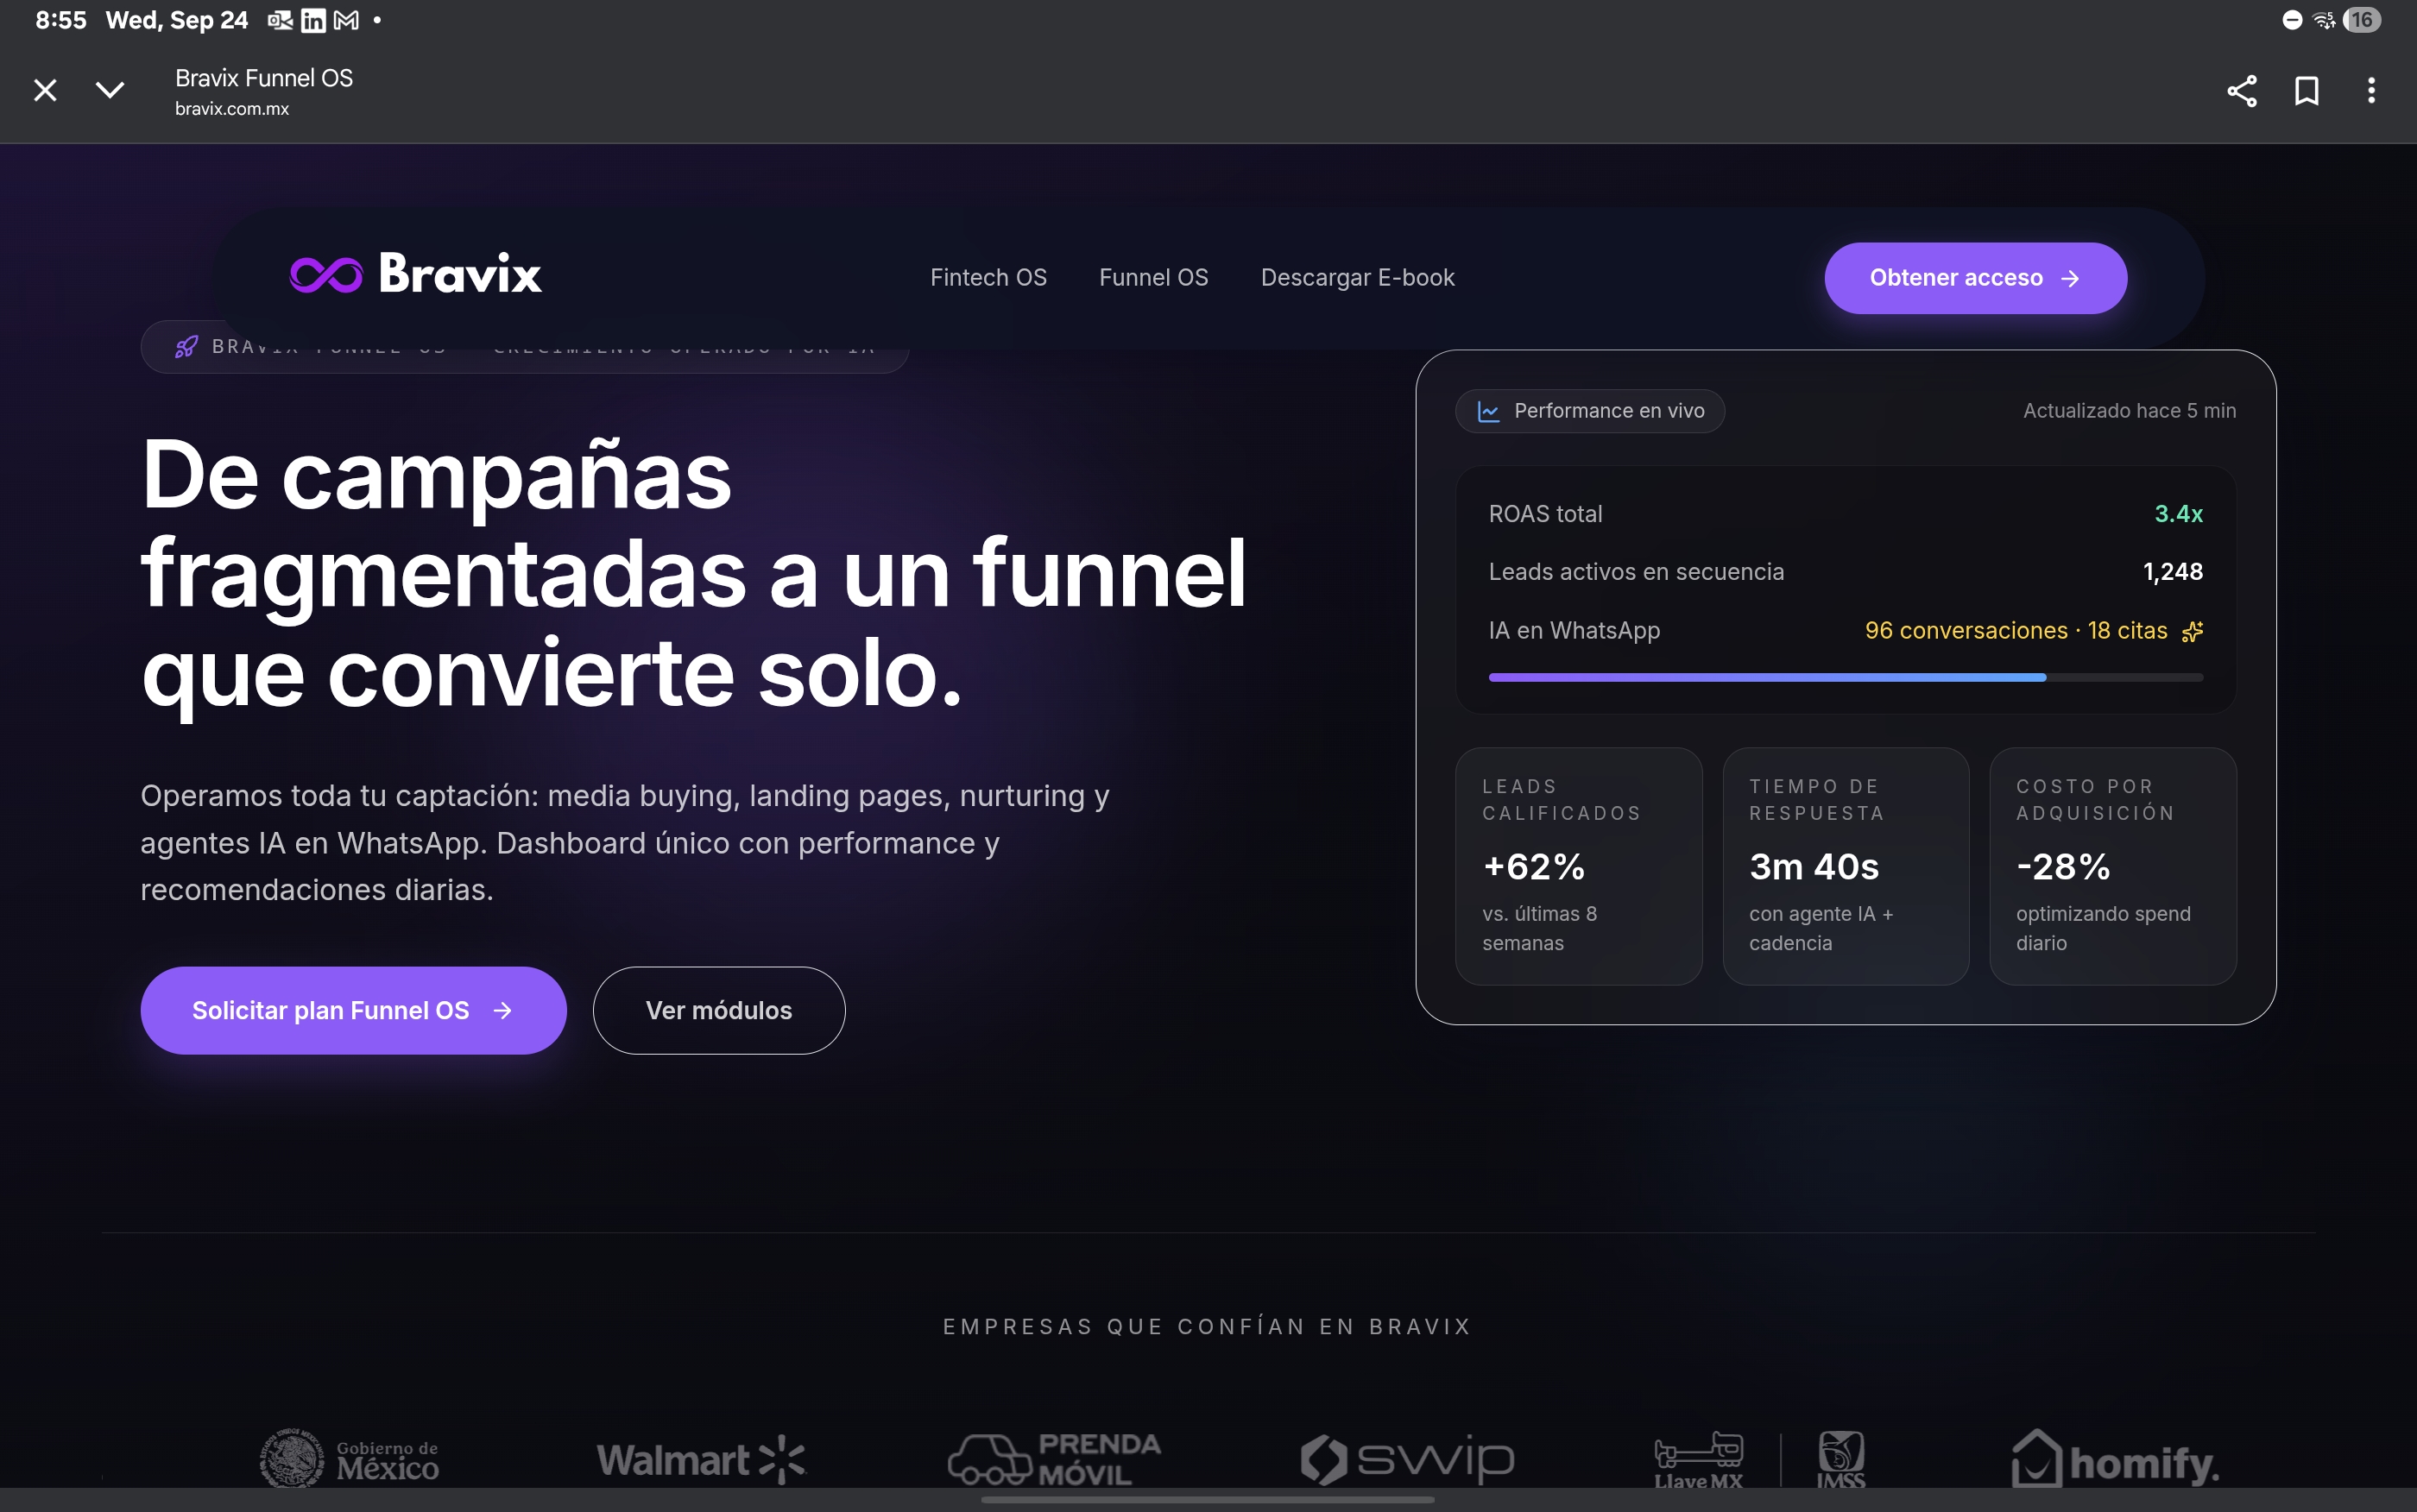 8:55 Wed, Sep 24
16
Bravix Funnel OS
bravix.com.mx
Bravix
Fintech OS
Funnel OS
Descargar E-book
Obtener acceso
BRAVIX FUNNEL OS
CRECIMIENTO OPERADO POR IA
De campañas
fragmentadas a un funnel
que convierte solo.
Operamos toda tu captación: media buying, landing pages, nurturing y
agentes IA en WhatsApp. Dashboard único con performance y
recomendaciones diarias.
Solicitar plan Funnel OS
Ver módulos
Performance en vivo
Actualizado hace 5 min
ROAS total
3.4x
Leads activos en secuencia
1,248
IA en WhatsApp
96 conversaciones · 18 citas
LEADS
CALIFICADOS
+62%
vs. últimas 8
semanas
TIEMPO DE
RESPUESTA
3m 40s
con agente IA +
cadencia
COSTO POR
ADQUISICIÓN
-28%
optimizando spend
diario
EMPRESAS QUE CONFÍAN EN BRAVIX
Gobierno de
México
Walmart
PRENDA
MÓVIL
swip
Llave MX
IMSS
homify.